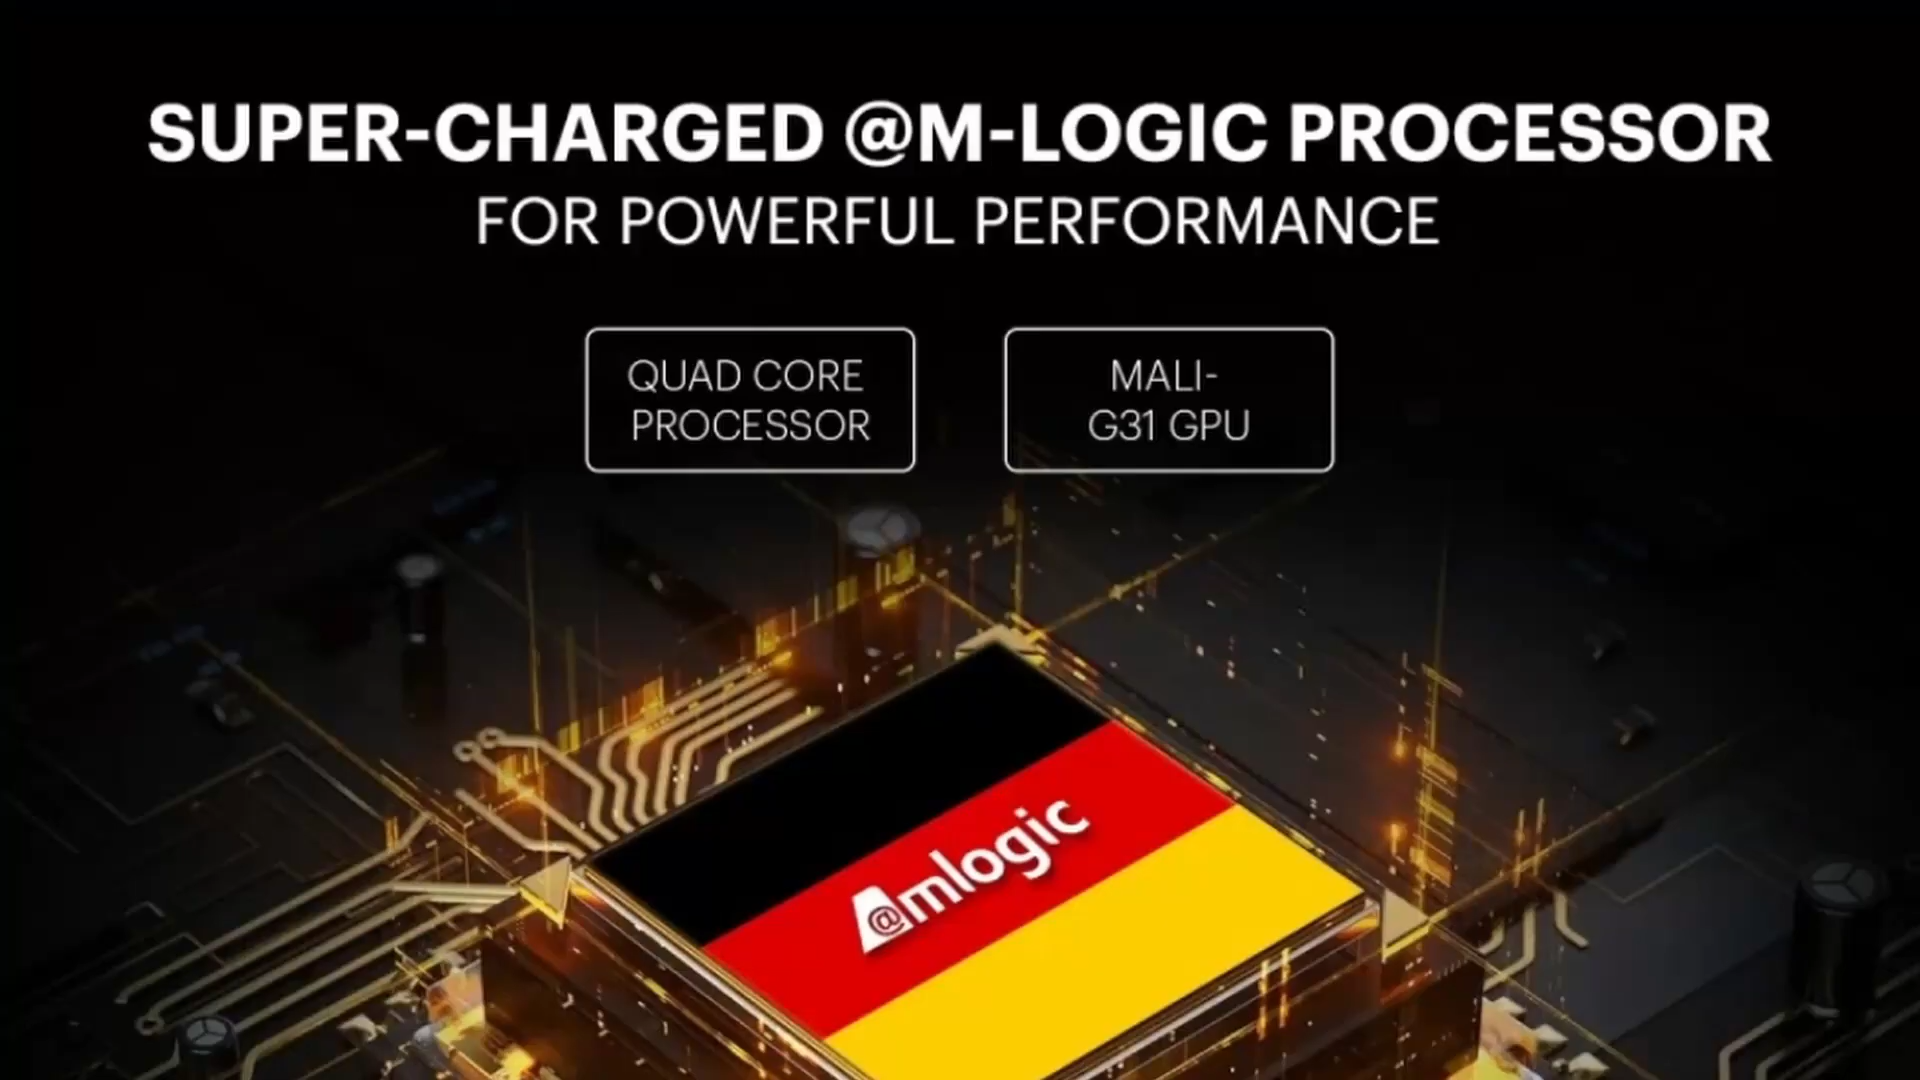 SUPER-CHARGED @M-LOGIC PROCESSOR
FOR POWERFUL PERFORMANCE
QUAD CORE
PROCESSOR
MALI-
G31 GPU
@mlogic